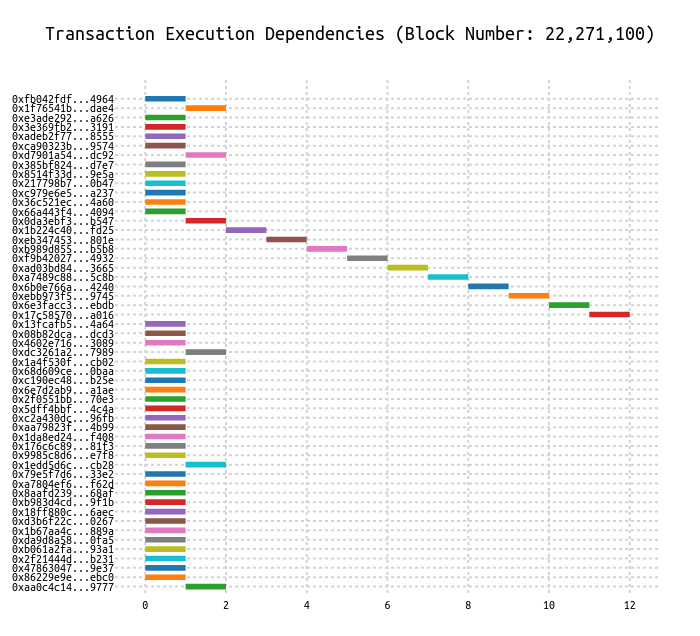 Transaction Execution Dependencies (Block Number: 22,271,100)
0xfb042fdf...4964
0x1f76541b...dae4
0xe3ade292...a626
0x3e369fb2...3191
0xadeb2f77...8555
0xca90323b...9574
0xd7901a54...dc92
0x385bf824...d7e7
0x8514f33d...9e5a
0x217798b7...0b47
0xc979e6e5...a237
0x36c521ec...4a60
0x66a443f4...4094
0x0da3ebf3...b547
0x1b224c40...fd25
0xeb347453...801e
0xb989d855...b5b8
0xf9b42027...4932
0xad03bd84...3665
0xa7489c88...5c8b
0x6b0e766a...4240
0xebb973f5...9745
0x6e3facc3...ebdb
0x17c58570...a016
0x13fcafb5...4a64
0x08b82dca...dcd3
0x4602e716...3089
0xdc3261a2...7989
0x1a4f530f...cb02
0x68d609ce...0baa
0xc190ec48...b25e
0x6e7d2ab9...a1ae
0x2f0551bb...70e3
0x5dff4bbf...4c4a
0xc2a430dc...96fb
0xaa79823f...4b99
0x1da8ed24...f408
0x176c6c89...81f3
0x9985c8d6...e7f8
0x1edd5d6c...cb28
0x79e5f7d6...33e2
0xa7804ef6...f62d
0x8aafd239...68af
0xb983d4cd...9f1b
0x18ff880c...6aec
0xd3b6f22c...0267
0x1b67aa4c...889a
0xda9d8a58...0fa5
0xb061a2fa...93a1
0x2f21444d...b231
0x47863047...9e37
0x86229e9e...ebc0
0xaa0c4c14...9777
0 2 4 6 8 10 12